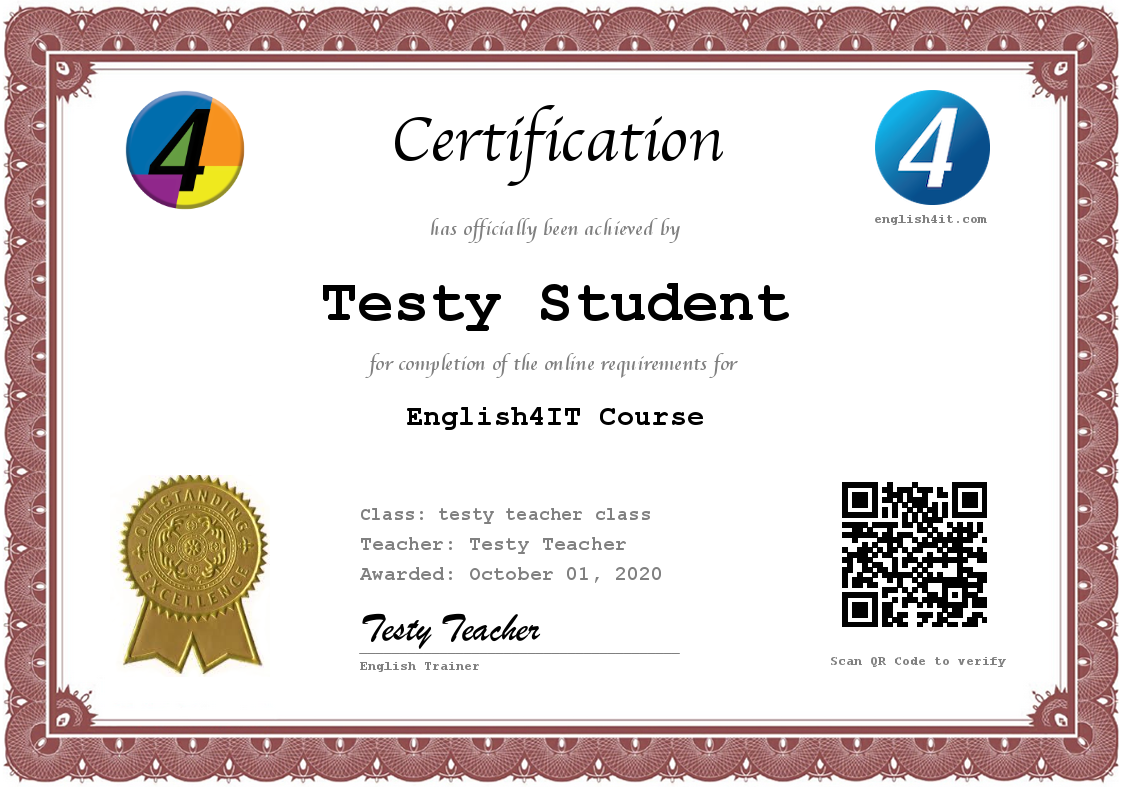 4
Certification
4
english4it.com
has officially been achieved by
Testy Student
for completion of the online requirements for
English4IT Course
OUTSTANDING
EXCELLENCE
Class: testy teacher class
Teacher: Testy Teacher
Awarded: October 01, 2020
Testy Teacher
English Trainer
Scan QR Code to verify